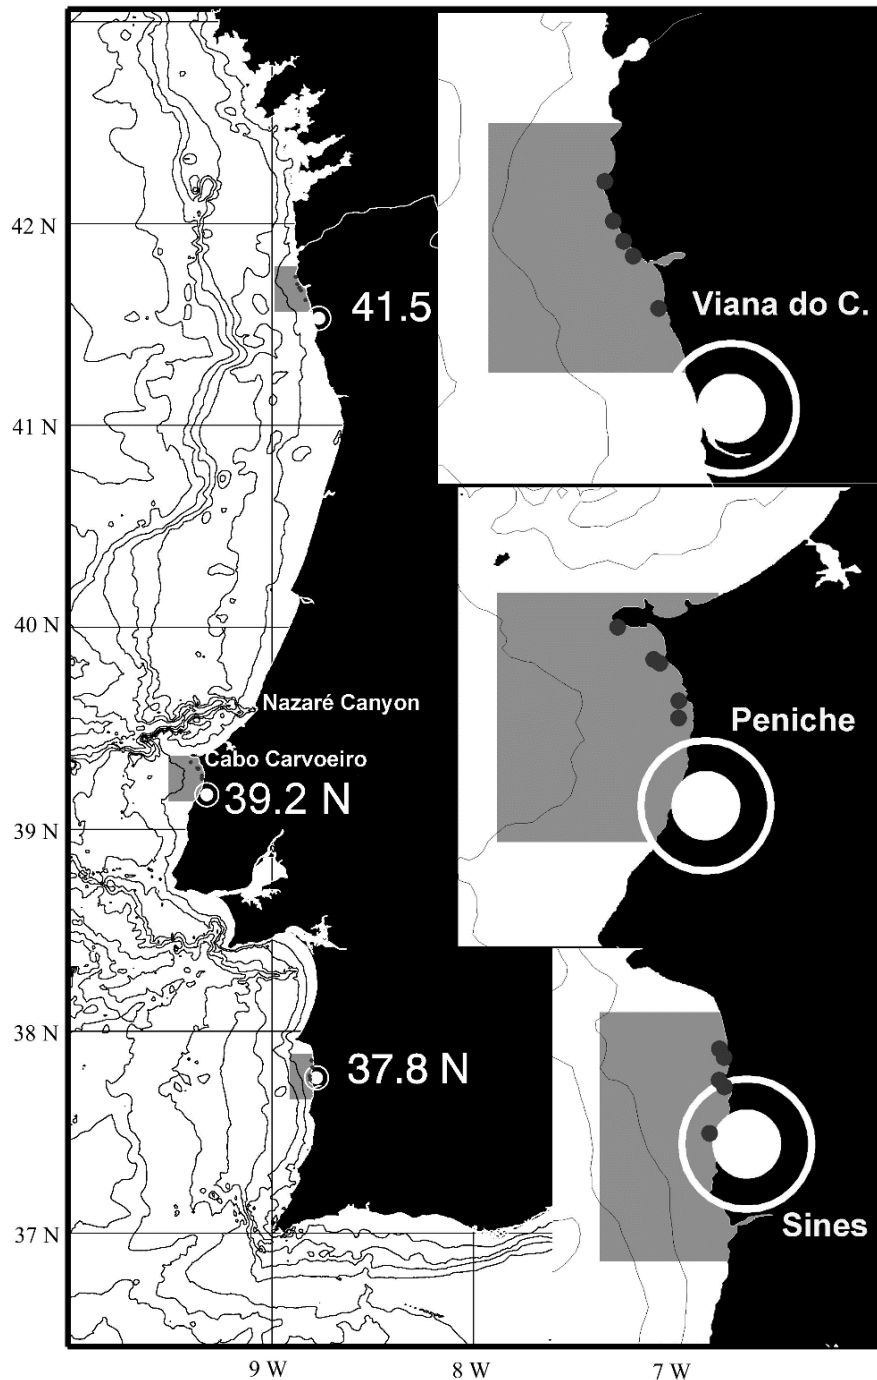 42 N
41.5
Viana do C.
41 N
40 N
Nazaré Canyon
Peniche
Cabo Carvoeiro
39.2 N
39 N
38 N
37.8 N
Sines
37 N
9 W
8 W
7 W